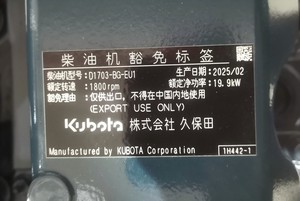 柴油机豁免标签
柴油机型号: D1703-BG-EU1 生产日期: 2025/02
额定转速: 1800rpm 额定净功率: 19.9kW
豁免理由: 仅供出口，不得在中国内地使用
(EXPORT USE ONLY)
Kubota 株式会社 久保田
Manufactured by KUBOTA Corporation 1H442-1